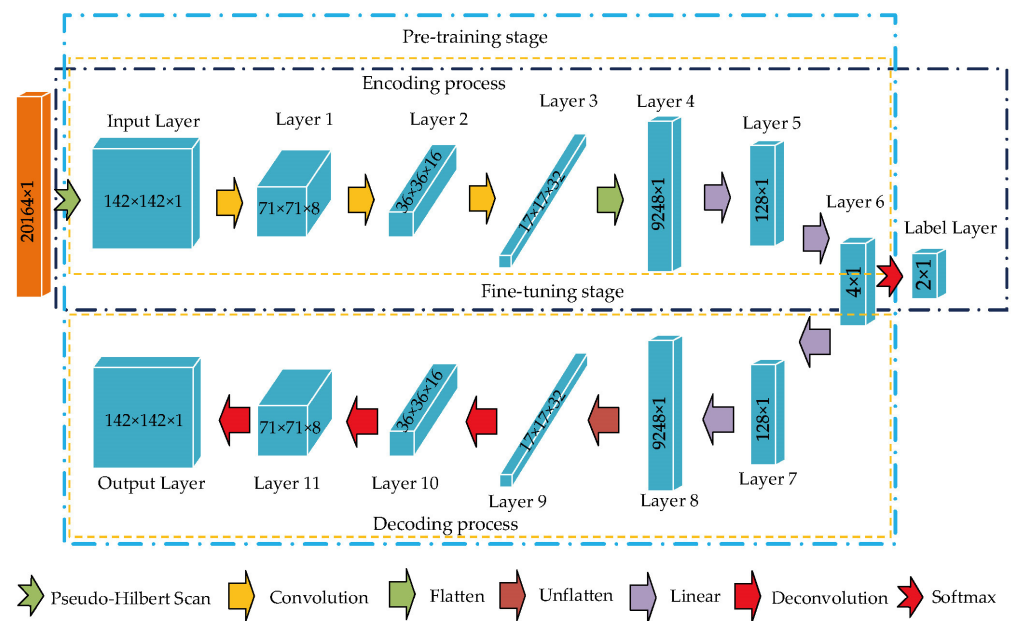 Pre-training stage
Encoding process
20164×1
Input Layer
142×142×1
Layer 1
71×71×8
Layer 2
36×36×16
Layer 3
17×17×32
Layer 4
9248×1
Layer 5
128×1
Layer 6
4×1
Label Layer
2×1
Fine-tuning stage
142×142×1
Output Layer
71×71×8
Layer 11
36×36×16
Layer 10
17×17×32
Layer 9
9248×1
Layer 8
128×1
Layer 7
Decoding process
Pseudo-Hilbert Scan
Convolution
Flatten
Unflatten
Linear
Deconvolution
Softmax